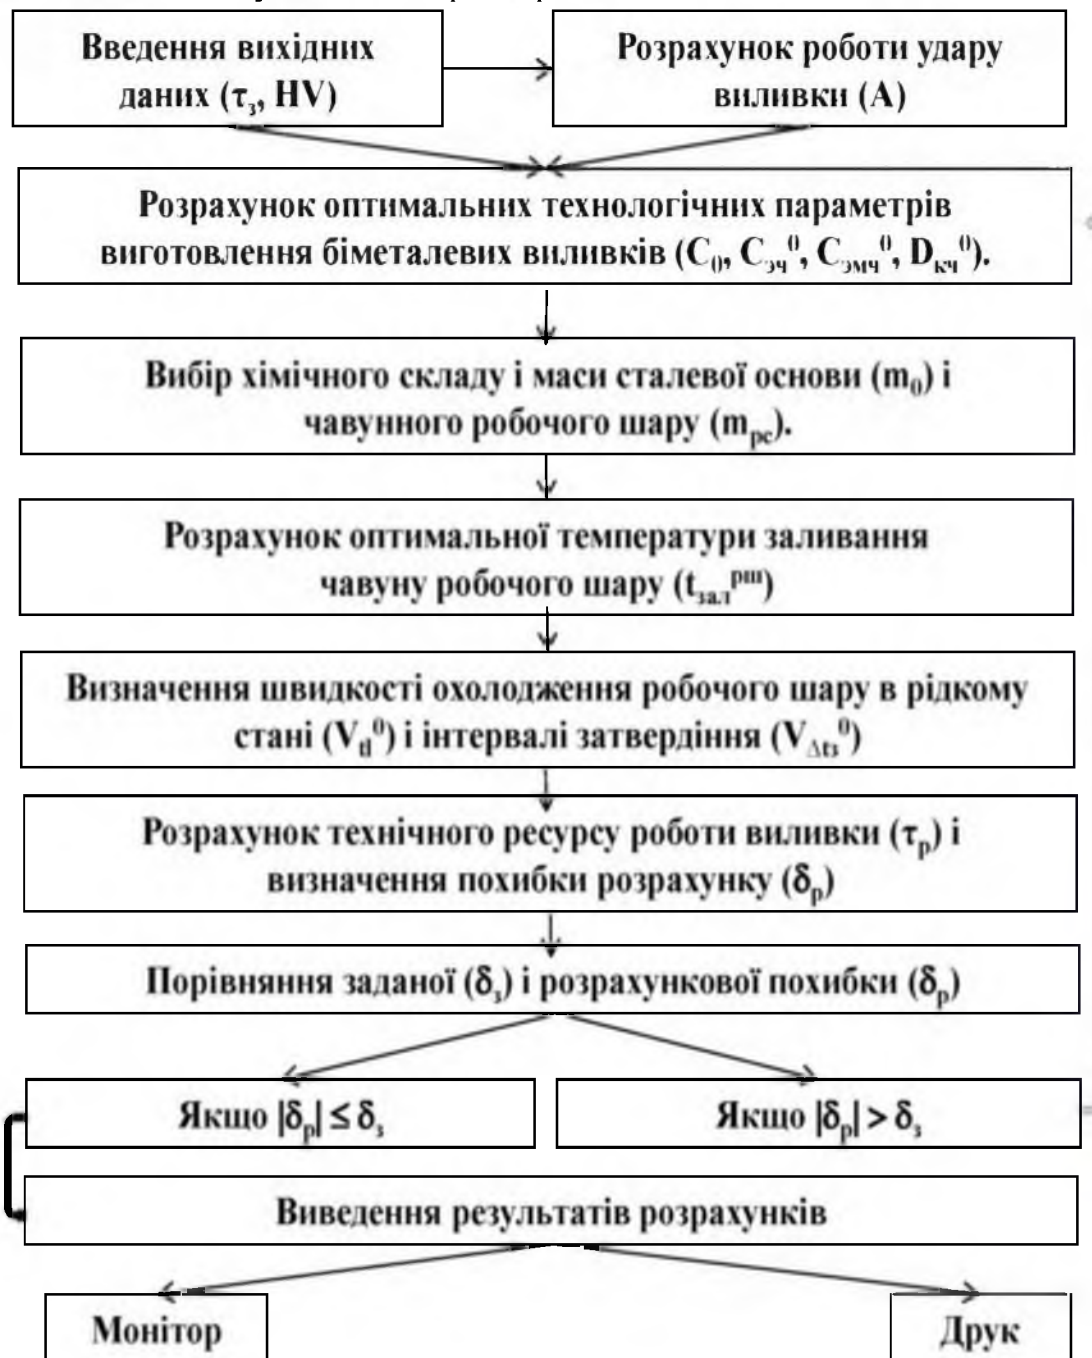 Введення вихідних
даних (τз, HV)
Розрахунок роботи удару
виливки (A)
Розрахунок оптимальних технологічних параметрів
виготовлення біметалевих виливків (C₀, Cэч⁰, Cэмч⁰, Dкч⁰).
Вибір хімічного складу і маси сталевої основи (m₀) і
чавунного робочого шару (mрс).
Розрахунок оптимальної температури заливання
чавуну робочого шару (tзалрш)
Визначення швидкості охолодження робочого шару в рідкому
стані (Vtl⁰) і інтервалі затвердіння (VΔtз⁰)
Розрахунок технічного ресурсу роботи виливки (τр) і
визначення похибки розрахунку (δр)
Порівняння заданої (δз) і розрахункової похибки (δр)
Якщо |δр| ≤ δз
Якщо |δр| > δз
Виведення результатів розрахунків
Монітор
Друк